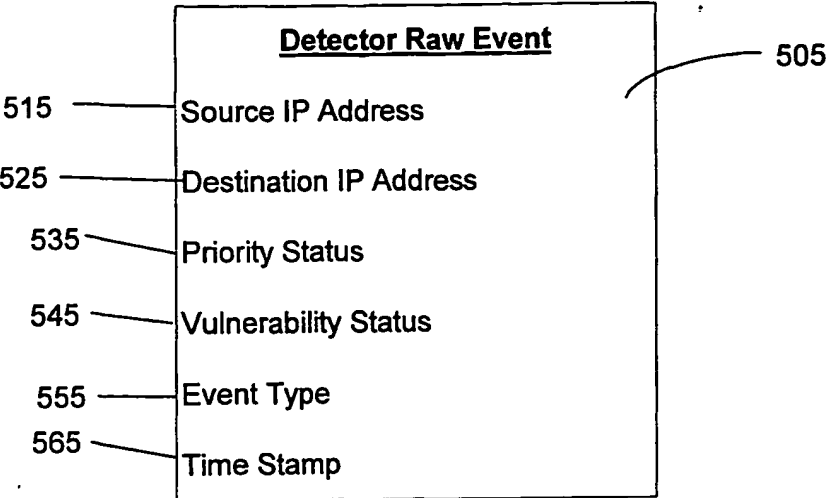 Detector Raw Event
505
515 Source IP Address
525 Destination IP Address
535 Priority Status
545 Vulnerability Status
555 Event Type
565 Time Stamp